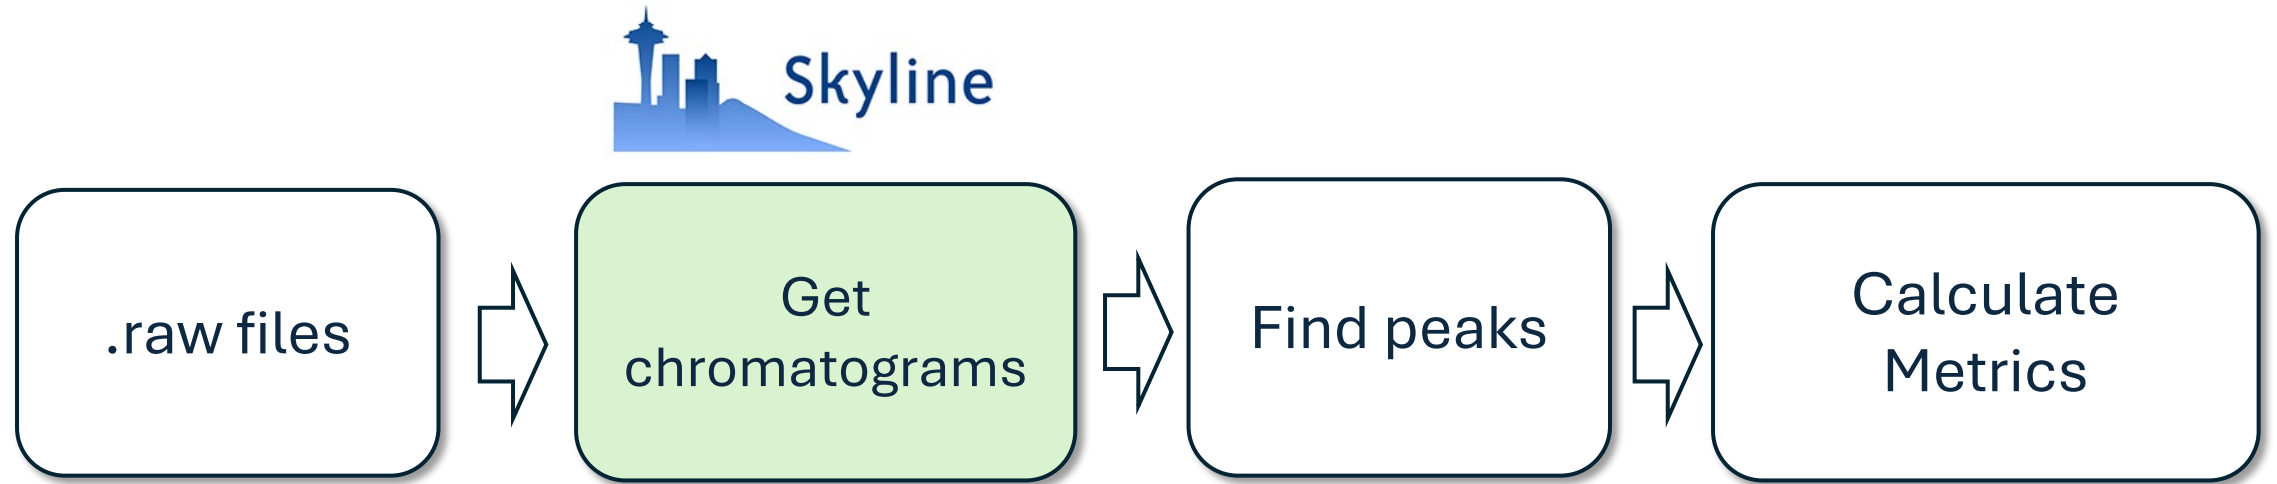 Skyline
.raw files
Get
chromatograms
Find peaks
Calculate
Metrics